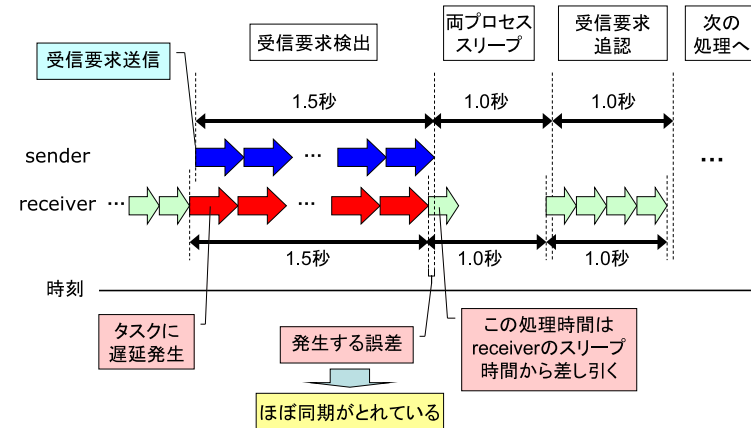 受信要求検出
両プロセス
スリープ
受信要求
追認
次の
処理へ
受信要求送信
1.5秒
1.0秒
1.0秒
sender
…
…
receiver
…
…
1.5秒
1.0秒
1.0秒
時刻
タスクに
遅延発生
発生する誤差
この処理時間は
receiverのスリープ
時間から差し引く
ほぼ同期がとれている